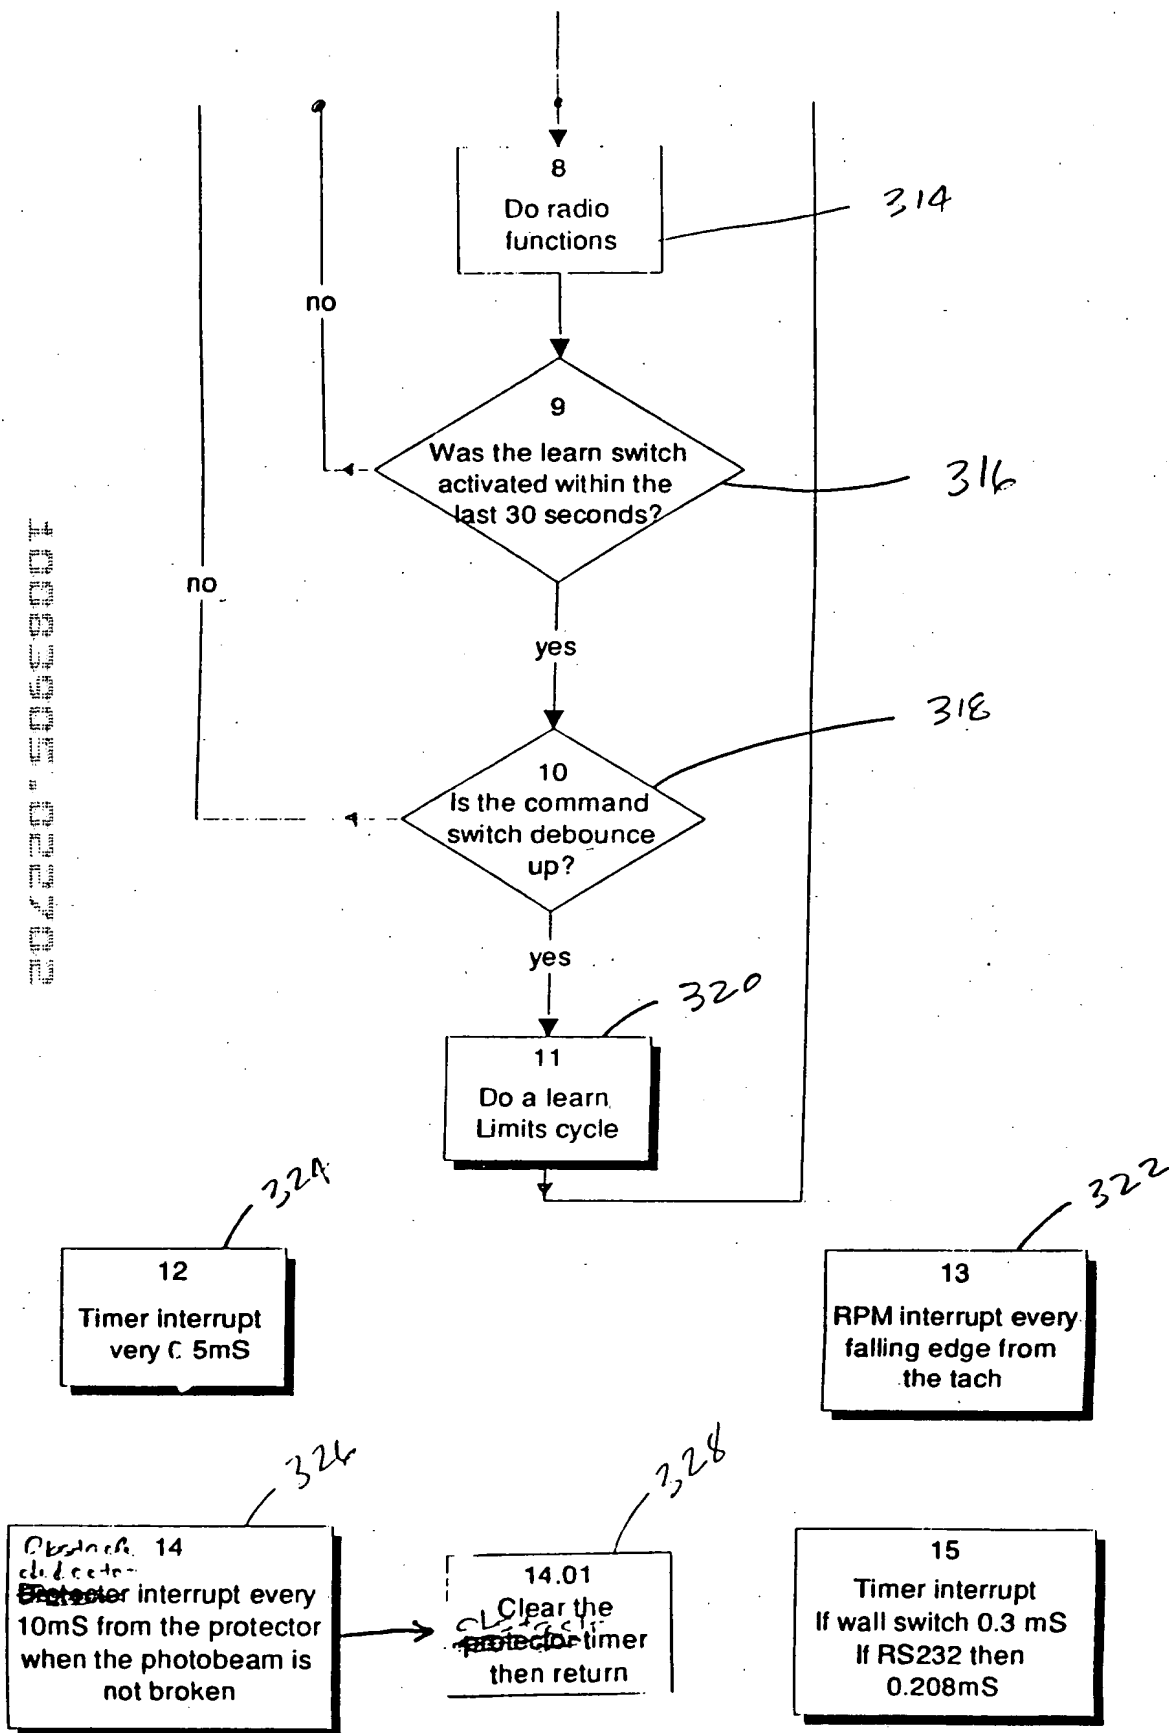 8
Do radio
functions
314
no
9
Was the learn switch
activated within the
last 30 seconds?
316
no
yes
318
10
Is the command
switch debounce
up?
yes
320
11
Do a learn
Limits cycle
10083905.022702
324
12
Timer interrupt
very 0.5mS
322
13
RPM interrupt every
falling edge from
the tach
326
Obstacle 14
detector
Protector interrupt every
10mS from the protector
when the photobeam is
not broken
328
14.01
Clear the
protector timer
then return
15
Timer interrupt
If wall switch 0.3 mS
If RS232 then
0.208mS